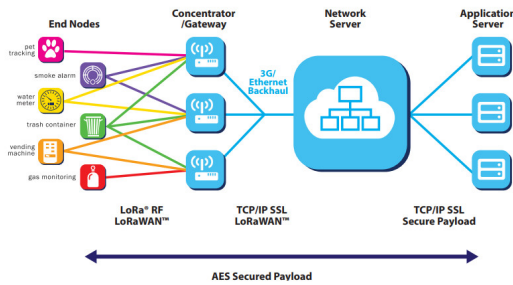 End Nodes
Concentrator
/Gateway
Network
Server
Application
Server
pet
tracking
smoke alarm
water
meter
trash container
vending
machine
gas monitoring
3G/
Ethernet
Backhaul
LoRa® RF
LoRaWAN™
TCP/IP SSL
LoRaWAN™
TCP/IP SSL
Secure Payload
AES Secured Payload